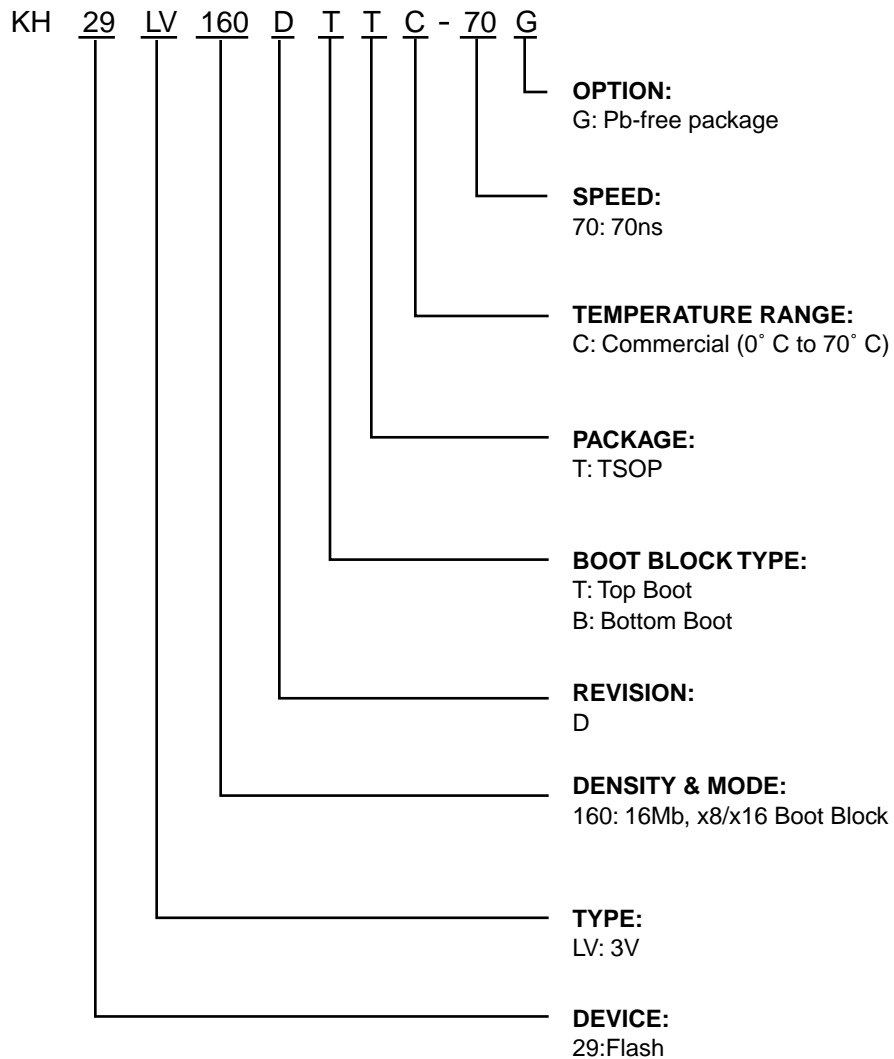 KH 29 LV 160 D T T C - 70 G
OPTION:
G: Pb-free package
SPEED:
70: 70ns
TEMPERATURE RANGE:
C: Commercial (0˚ C to 70˚ C)
PACKAGE:
T: TSOP
BOOT BLOCK TYPE:
T: Top Boot
B: Bottom Boot
REVISION:
D
DENSITY & MODE:
160: 16Mb, x8/x16 Boot Block
TYPE:
LV: 3V
DEVICE:
29:Flash